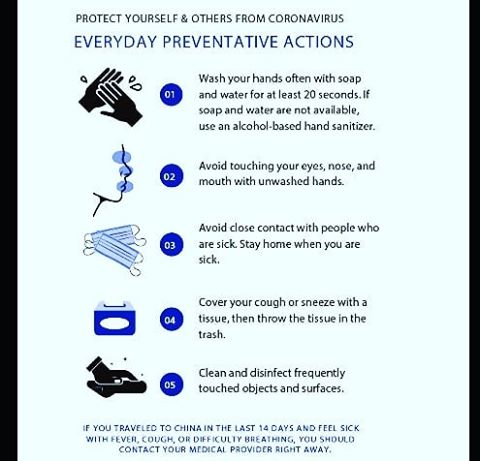 PROTECT YOURSELF & OTHERS FROM CORONAVIRUS
EVERYDAY PREVENTATIVE ACTIONS
01
Wash your hands often with soap
and water for at least 20 seconds. If
soap and water are not available,
use an alcohol-based hand sanitizer.
02
Avoid touching your eyes, nose, and
mouth with unwashed hands.
03
Avoid close contact with people who
are sick. Stay home when you are
sick.
04
Cover your cough or sneeze with a
tissue, then throw the tissue in the
trash.
05
Clean and disinfect frequently
touched objects and surfaces.
IF YOU TRAVELED TO CHINA IN THE LAST 14 DAYS AND FEEL SICK
WITH FEVER, COUGH, OR DIFFICULTY BREATHING, YOU SHOULD
CONTACT YOUR MEDICAL PROVIDER RIGHT AWAY.